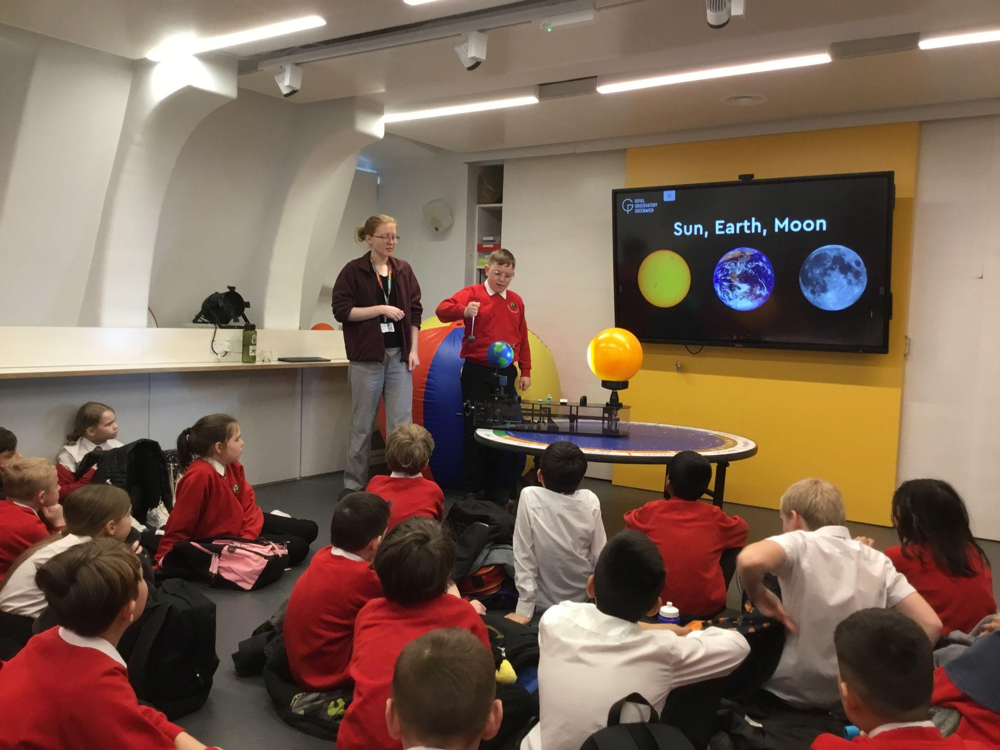 ROYAL
OBSERVATORY
GREENWICH
Sun, Earth, Moon